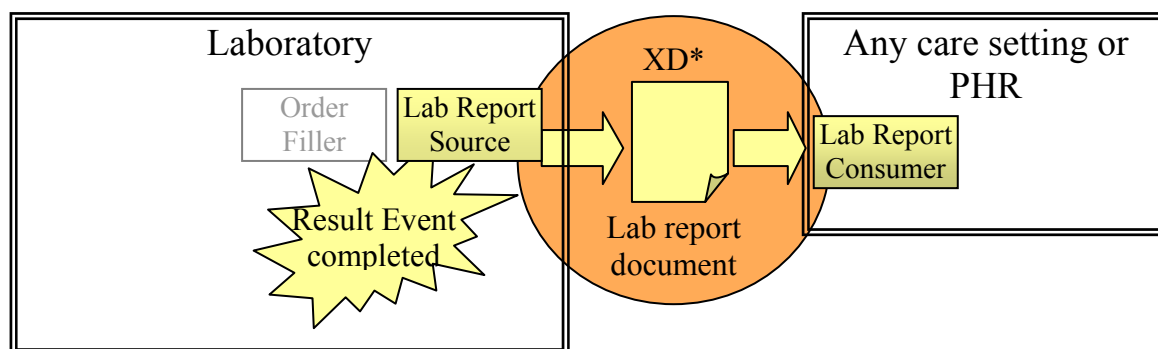 Laboratory
Order
Filler
Lab Report
Source
Result Event
completed
XD*
Lab report
document
Any care setting or
PHR
Lab Report
Consumer